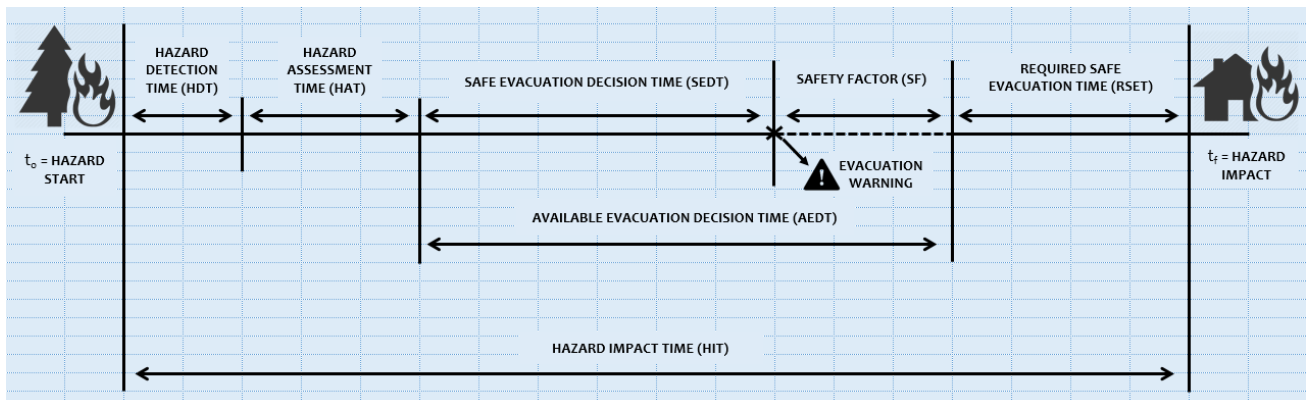 HAZARD
DETECTION
TIME (HDT)
HAZARD
ASSESSMENT
TIME (HAT)
SAFE EVACUATION DECISION TIME (SEDT)
SAFETY FACTOR (SF)
REQUIRED SAFE
EVACUATION TIME (RSET)
t₀ = HAZARD
START
EVACUATION
WARNING
t_f = HAZARD
IMPACT
AVAILABLE EVACUATION DECISION TIME (AEDT)
HAZARD IMPACT TIME (HIT)